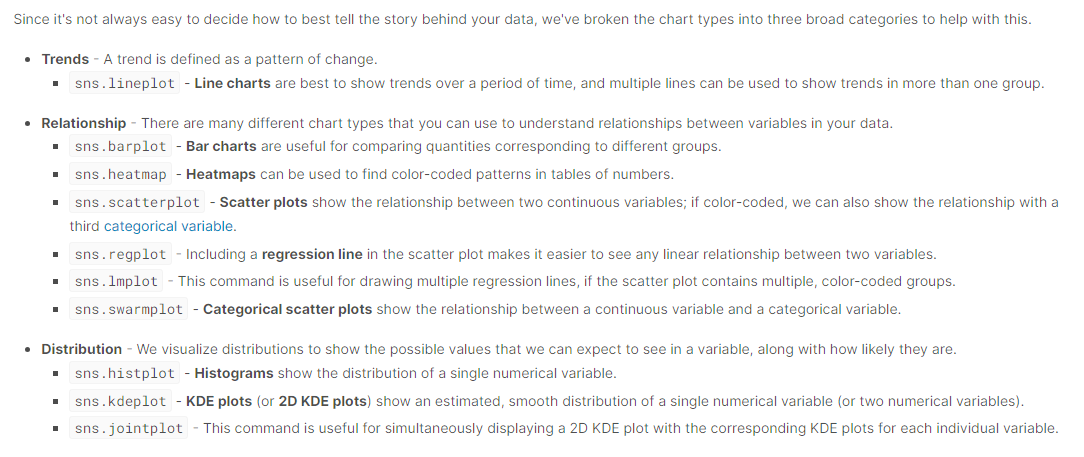 Since it's not always easy to decide how to best tell the story behind your data, we've broken the chart types into three broad categories to help with this.
• Trends - A trend is defined as a pattern of change.
▪ sns.lineplot - Line charts are best to show trends over a period of time, and multiple lines can be used to show trends in more than one group.
• Relationship - There are many different chart types that you can use to understand relationships between variables in your data.
▪ sns.barplot - Bar charts are useful for comparing quantities corresponding to different groups.
▪ sns.heatmap - Heatmaps can be used to find color-coded patterns in tables of numbers.
▪ sns.scatterplot - Scatter plots show the relationship between two continuous variables; if color-coded, we can also show the relationship with a
third categorical variable.
▪ sns.regplot - Including a regression line in the scatter plot makes it easier to see any linear relationship between two variables.
▪ sns.lmplot - This command is useful for drawing multiple regression lines, if the scatter plot contains multiple, color-coded groups.
▪ sns.swarmplot - Categorical scatter plots show the relationship between a continuous variable and a categorical variable.
• Distribution - We visualize distributions to show the possible values that we can expect to see in a variable, along with how likely they are.
▪ sns.histplot - Histograms show the distribution of a single numerical variable.
▪ sns.kdeplot - KDE plots (or 2D KDE plots) show an estimated, smooth distribution of a single numerical variable (or two numerical variables).
▪ sns.jointplot - This command is useful for simultaneously displaying a 2D KDE plot with the corresponding KDE plots for each individual variable.